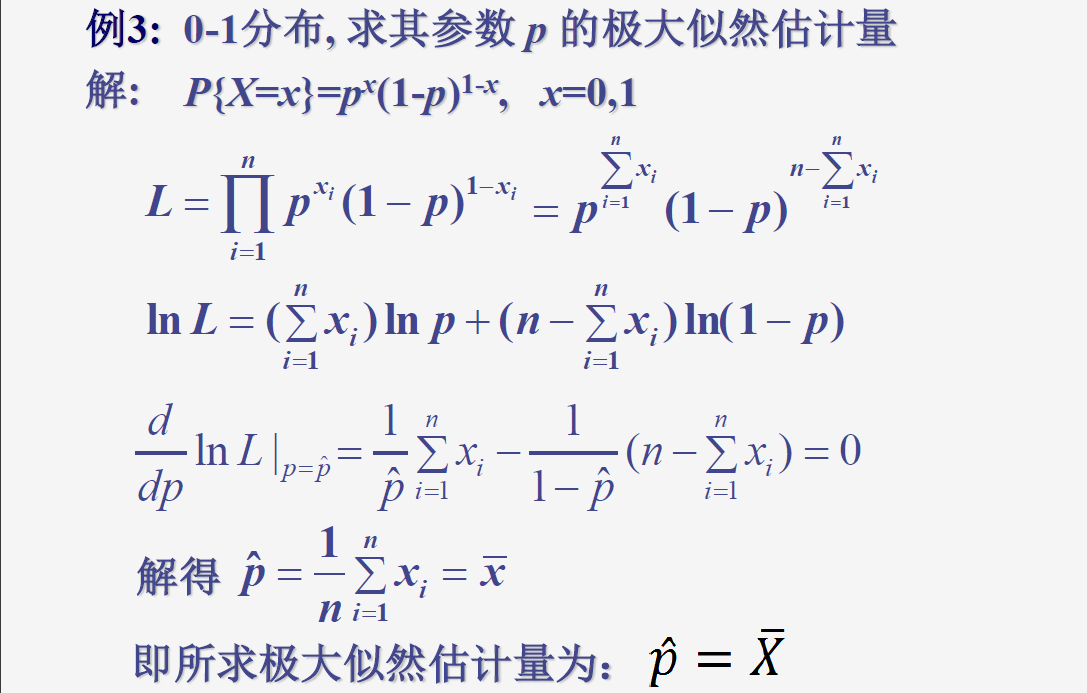 例3: 0-1分布, 求其参数 p 的极大似然估计量
解: P{X=x}=pˣ(1-p)¹⁻ˣ, x=0,1
L = \prod_{i=1}^{n} p^{x_i}(1-p)^{1-x_i} = p^{\sum_{i=1}^{n} x_i}(1-p)^{n-\sum_{i=1}^{n} x_i}
\ln L = (\sum_{i=1}^{n} x_i)\ln p + (n - \sum_{i=1}^{n} x_i)\ln(1-p)
\frac{d}{dp}\ln L|_{p=\hat{p}} = \frac{1}{\hat{p}}\sum_{i=1}^{n} x_i - \frac{1}{1-\hat{p}}(n - \sum_{i=1}^{n} x_i) = 0
解得 \hat{p} = \frac{1}{n}\sum_{i=1}^{n} x_i = \overline{x}
即所求极大似然估计量为: \hat{p} = \overline{X}